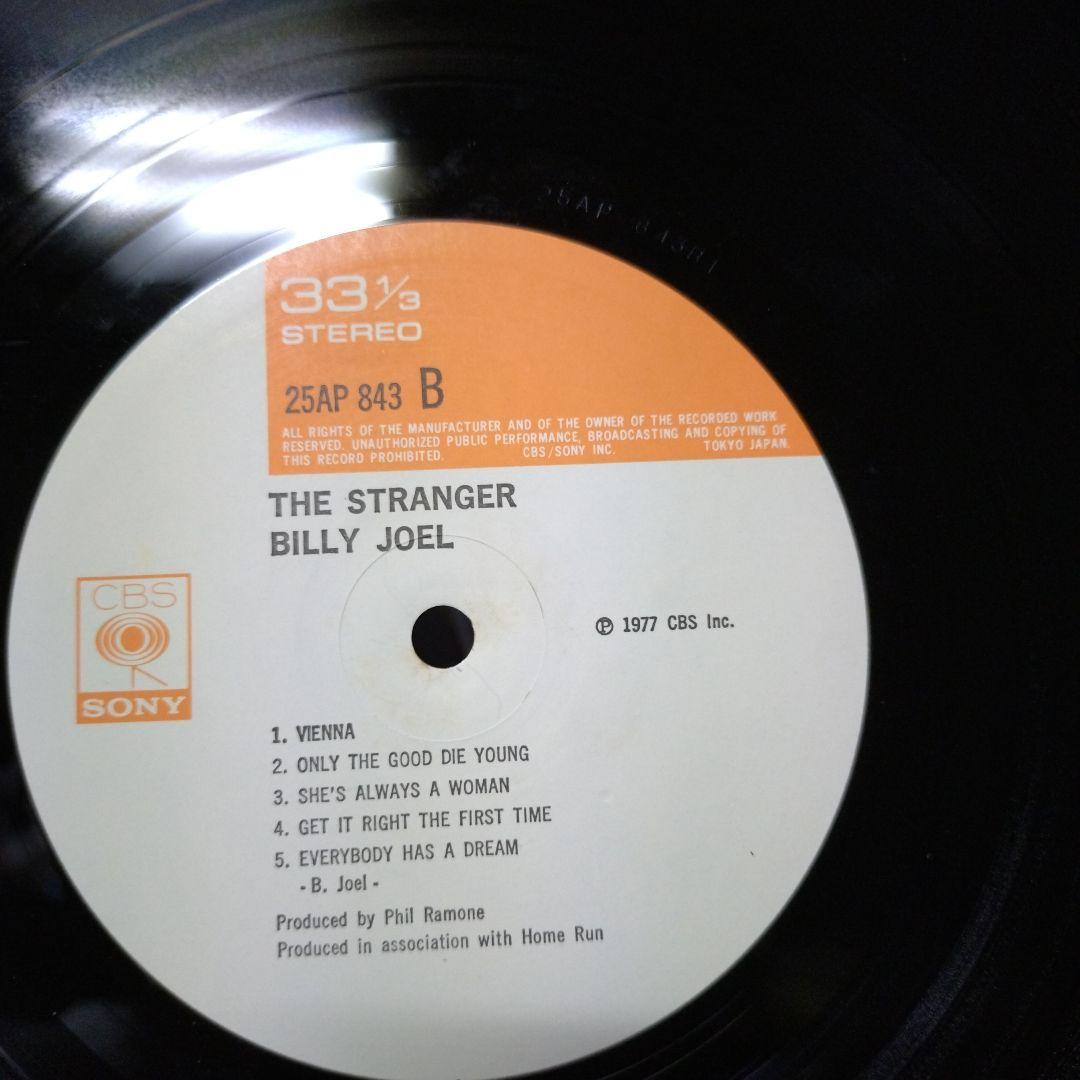 25AP 843B1
33 1/3
STEREO
25AP 843 B
ALL RIGHTS OF THE MANUFACTURER AND OF THE OWNER OF THE RECORDED WORK
RESERVED. UNAUTHORIZED PUBLIC PERFORMANCE, BROADCASTING AND COPYING OF
THIS RECORD PROHIBITED. CBS/SONY INC. TOKYO JAPAN.
THE STRANGER
BILLY JOEL
CBS
SONY
℗ 1977 CBS Inc.
1. VIENNA
2. ONLY THE GOOD DIE YOUNG
3. SHE'S ALWAYS A WOMAN
4. GET IT RIGHT THE FIRST TIME
5. EVERYBODY HAS A DREAM
- B. Joel -
Produced by Phil Ramone
Produced in association with Home Run